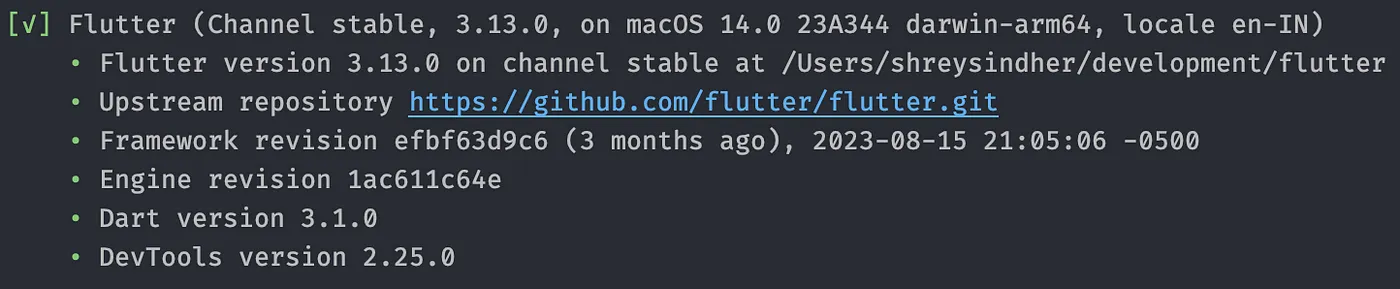 [√] Flutter (Channel stable, 3.13.0, on macOS 14.0 23A344 darwin-arm64, locale en-IN)
• Flutter version 3.13.0 on channel stable at /Users/shreysindher/development/flutter
• Upstream repository https://github.com/flutter/flutter.git
• Framework revision efbf63d9c6 (3 months ago), 2023-08-15 21:05:06 -0500
• Engine revision 1ac611c64e
• Dart version 3.1.0
• DevTools version 2.25.0